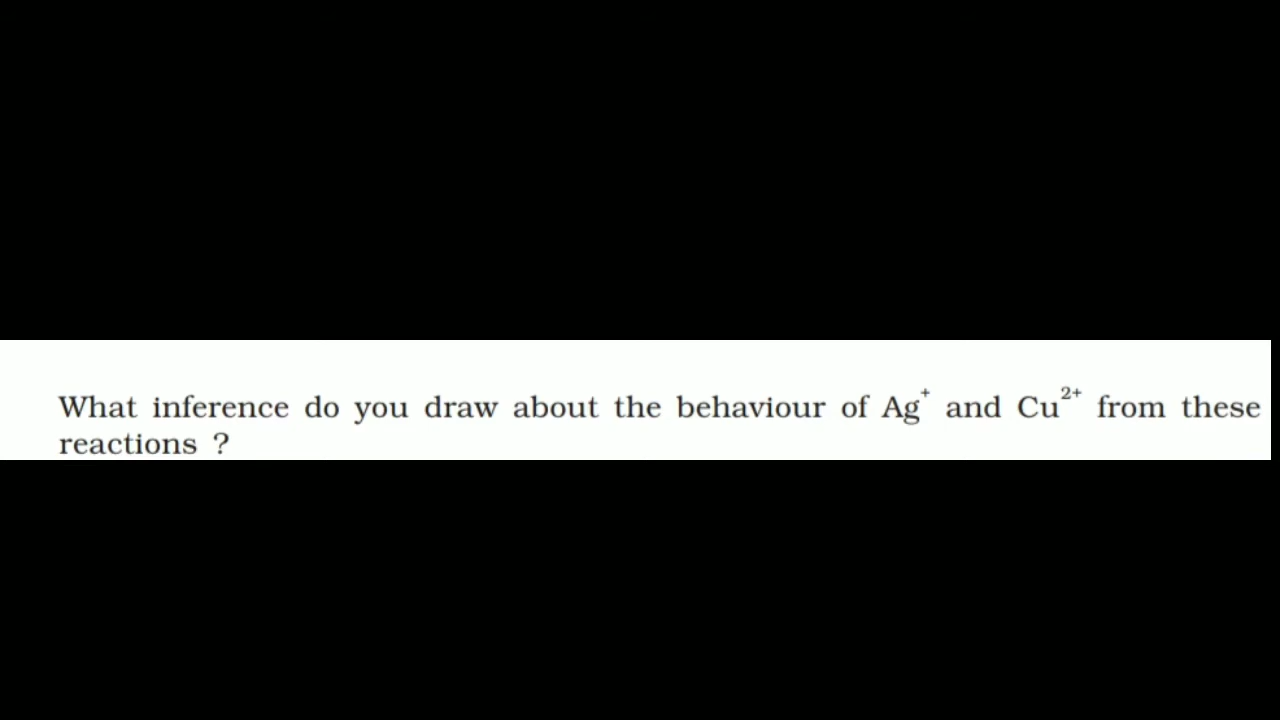 What inference do you draw about the behaviour of Ag⁺ and Cu²⁺ from these
reactions ?